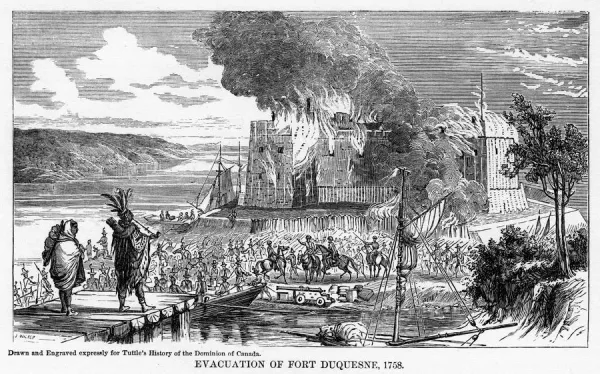 Drawn and Engraved expressly for Tuttle's History of the Dominion of Canada.
EVACUATION OF FORT DUQUESNE, 1758.